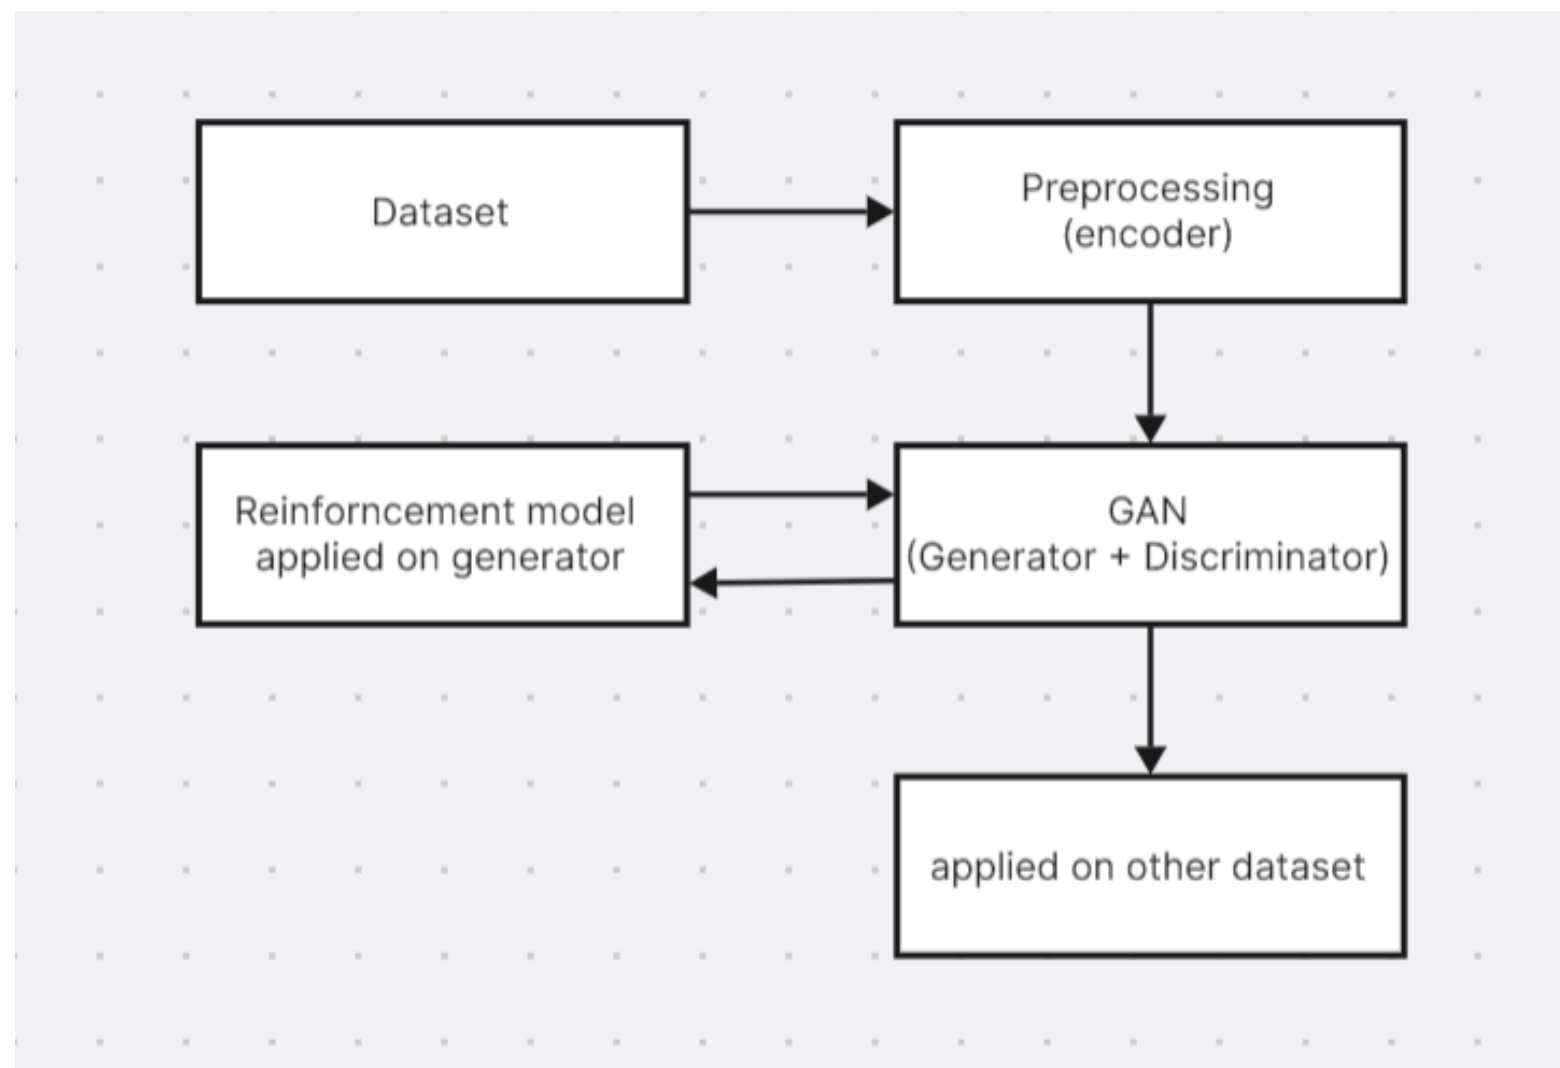 Dataset
Preprocessing
(encoder)
Reinforncement model
applied on generator
GAN
(Generator + Discriminator)
applied on other dataset